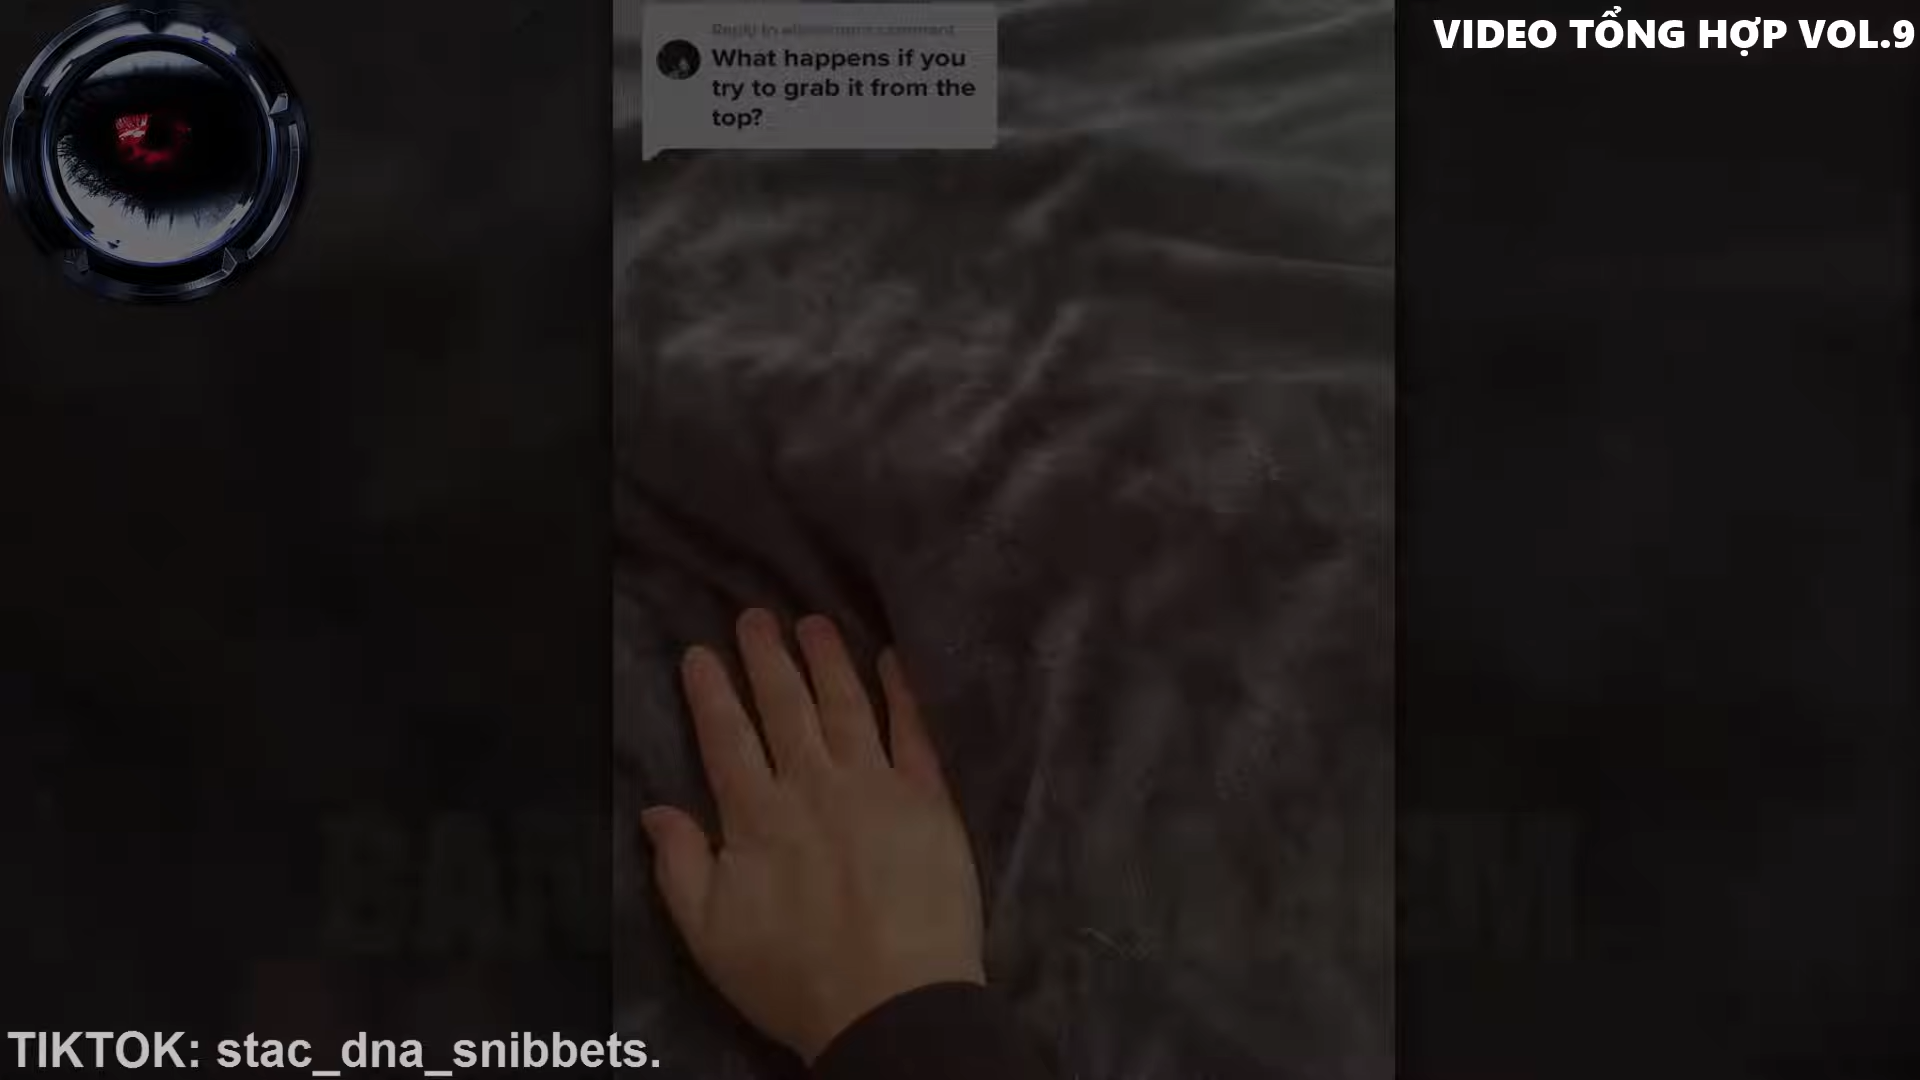 VIDEO TỔNG HỢP VOL.9
What happens if you
try to grab it from the
top?
TIKTOK: stac_dna_snibbets.